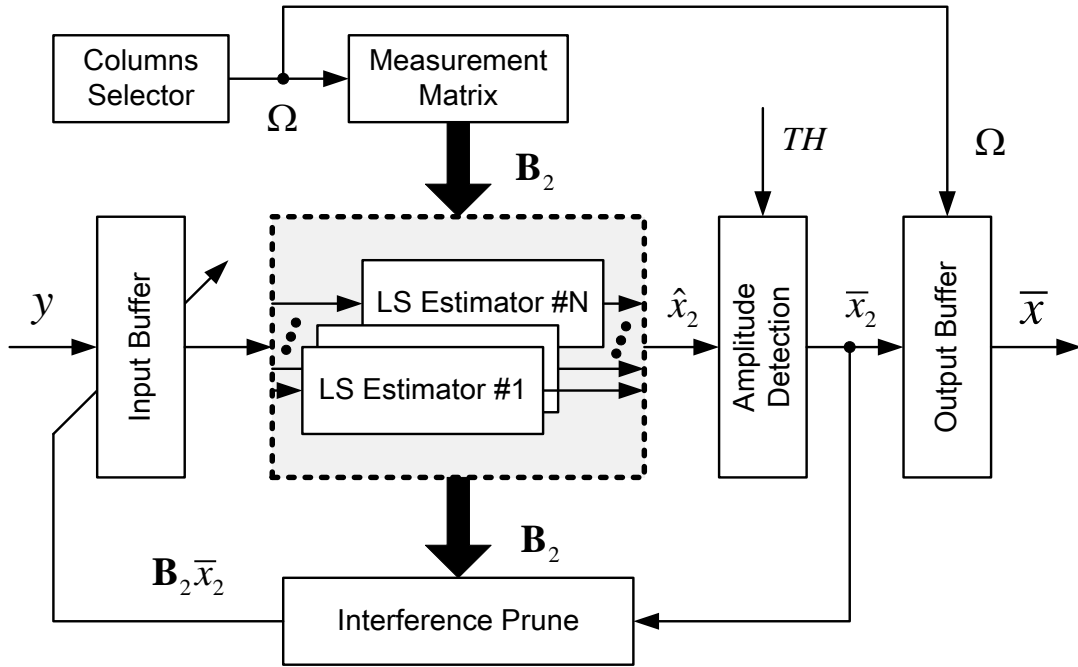 Columns
Selector
Ω
Measurement
Matrix
B₂
TH
Ω
y
Input Buffer
LS Estimator #N
LS Estimator #1
x̂₂
Amplitude
Detection
x̅₂
Output Buffer
x̅
B₂
B₂x̅₂
Interference Prune